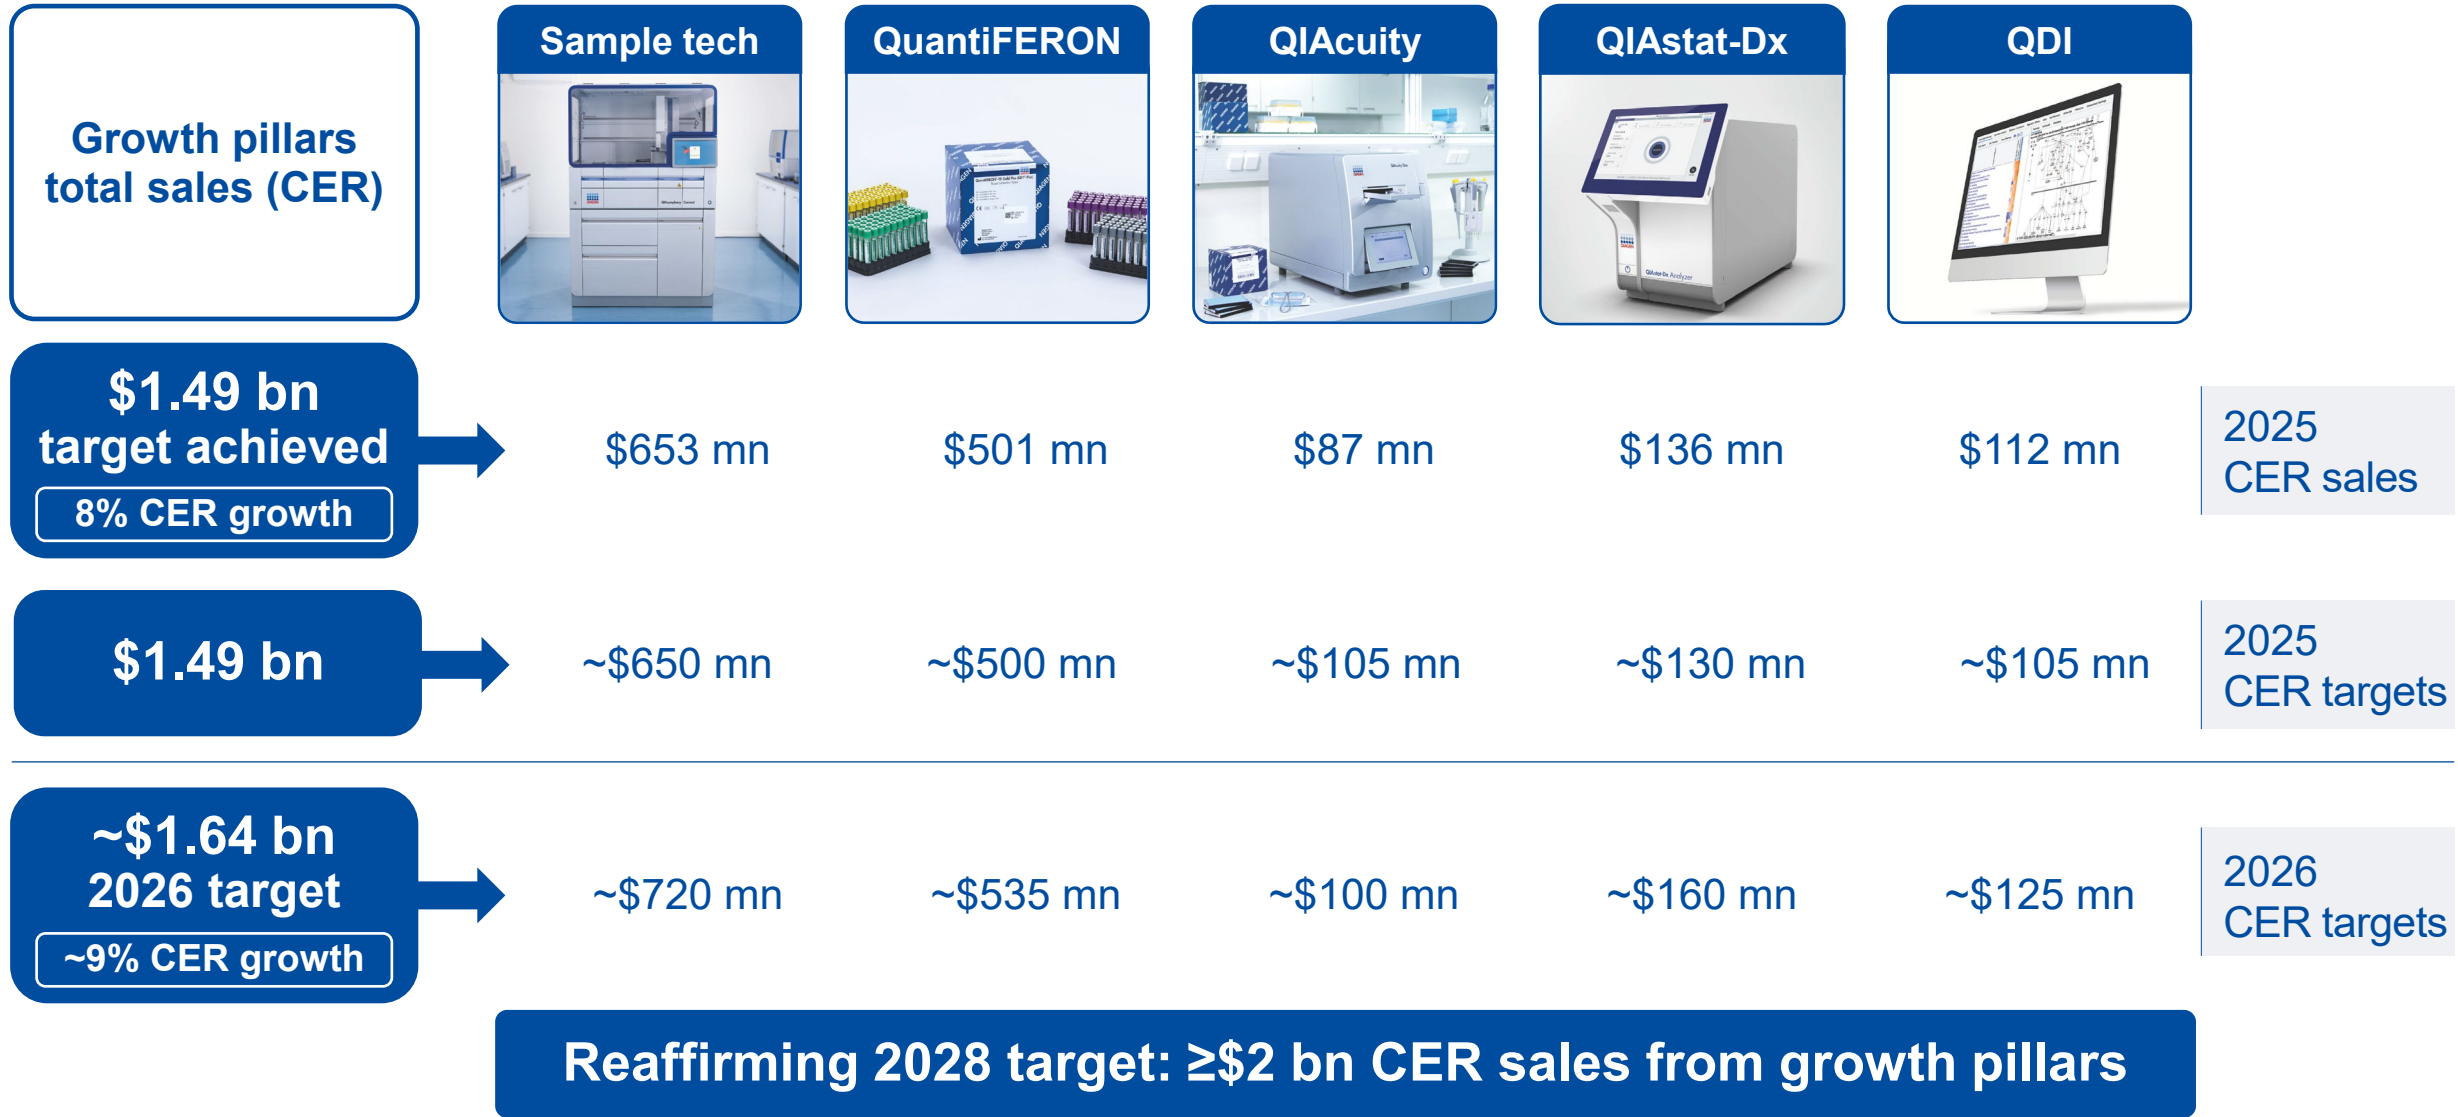 Growth pillars
total sales (CER)
Sample tech
QuantiFERON
QIAcuity
QIAstat-Dx
QDI
$1.49 bn
target achieved
8% CER growth
$653 mn
$501 mn
$87 mn
$136 mn
$112 mn
2025
CER sales
$1.49 bn
~$650 mn
~$500 mn
~$105 mn
~$130 mn
~$105 mn
2025
CER targets
~$1.64 bn
2026 target
~9% CER growth
~$720 mn
~$535 mn
~$100 mn
~$160 mn
~$125 mn
2026
CER targets
Reaffirming 2028 target: ≥$2 bn CER sales from growth pillars